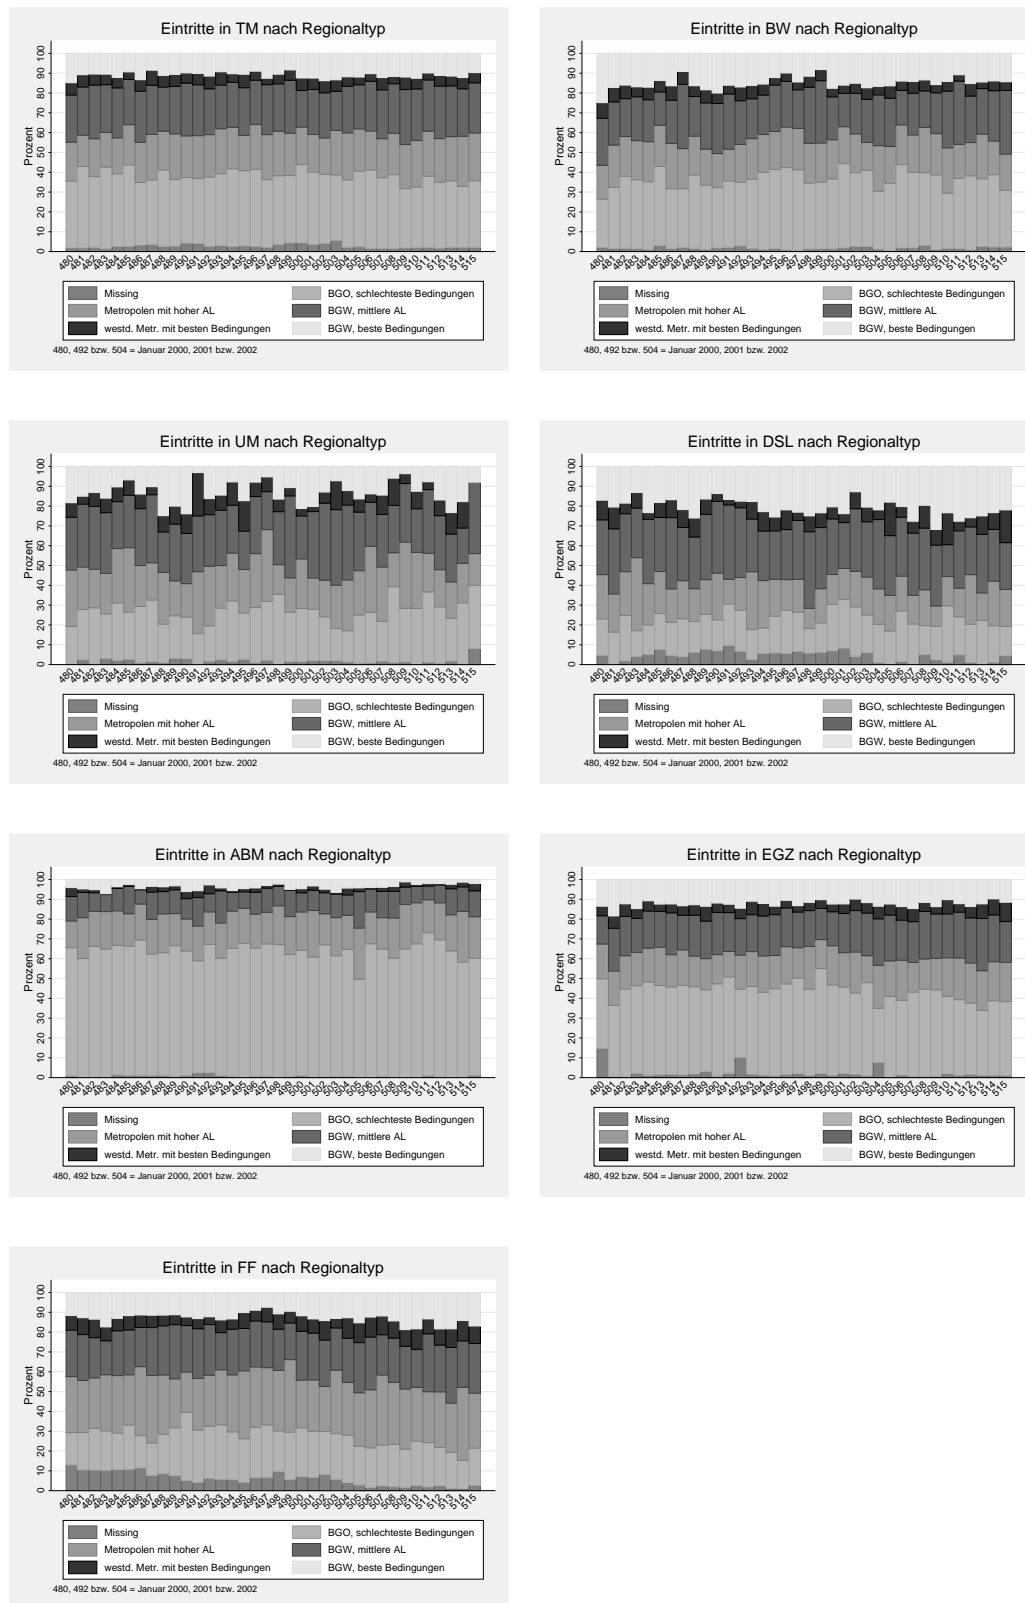 Eintritte in TM nach Regionaltyp
Prozent
0 10 20 30 40 50 60 70 80 90 100
480 481 482 483 484 485 486 487 488 489 490 491 492 493 494 495 496 497 498 499 500 501 502 503 504 505 506 507 508 509 510 511 512 513 514 515
Missing BGO, schlechteste Bedingungen
Metropolen mit hoher AL BGW, mittlere AL
westd. Metr. mit besten Bedingungen BGW, beste Bedingungen
480, 492 bzw. 504 = Januar 2000, 2001 bzw. 2002
Eintritte in BW nach Regionaltyp
Prozent
0 10 20 30 40 50 60 70 80 90 100
480 481 482 483 484 485 486 487 488 489 490 491 492 493 494 495 496 497 498 499 500 501 502 503 504 505 506 507 508 509 510 511 512 513 514 515
Missing BGO, schlechteste Bedingungen
Metropolen mit hoher AL BGW, mittlere AL
westd. Metr. mit besten Bedingungen BGW, beste Bedingungen
480, 492 bzw. 504 = Januar 2000, 2001 bzw. 2002
Eintritte in UM nach Regionaltyp
Prozent
0 10 20 30 40 50 60 70 80 90 100
480 481 482 483 484 485 486 487 488 489 490 491 492 493 494 495 496 497 498 499 500 501 502 503 504 505 506 507 508 509 510 511 512 513 514 515
Missing BGO, schlechteste Bedingungen
Metropolen mit hoher AL BGW, mittlere AL
westd. Metr. mit besten Bedingungen BGW, beste Bedingungen
480, 492 bzw. 504 = Januar 2000, 2001 bzw. 2002
Eintritte in DSL nach Regionaltyp
Prozent
0 10 20 30 40 50 60 70 80 90 100
480 481 482 483 484 485 486 487 488 489 490 491 492 493 494 495 496 497 498 499 500 501 502 503 504 505 506 507 508 509 510 511 512 513 514 515
Missing BGO, schlechteste Bedingungen
Metropolen mit hoher AL BGW, mittlere AL
westd. Metr. mit besten Bedingungen BGW, beste Bedingungen
480, 492 bzw. 504 = Januar 2000, 2001 bzw. 2002
Eintritte in ABM nach Regionaltyp
Prozent
0 10 20 30 40 50 60 70 80 90 100
480 481 482 483 484 485 486 487 488 489 490 491 492 493 494 495 496 497 498 499 500 501 502 503 504 505 506 507 508 509 510 511 512 513 514 515
Missing BGO, schlechteste Bedingungen
Metropolen mit hoher AL BGW, mittlere AL
westd. Metr. mit besten Bedingungen BGW, beste Bedingungen
480, 492 bzw. 504 = Januar 2000, 2001 bzw. 2002
Eintritte in EGZ nach Regionaltyp
Prozent
0 10 20 30 40 50 60 70 80 90 100
480 481 482 483 484 485 486 487 488 489 490 491 492 493 494 495 496 497 498 499 500 501 502 503 504 505 506 507 508 509 510 511 512 513 514 515
Missing BGO, schlechteste Bedingungen
Metropolen mit hoher AL BGW, mittlere AL
westd. Metr. mit besten Bedingungen BGW, beste Bedingungen
480, 492 bzw. 504 = Januar 2000, 2001 bzw. 2002
Eintritte in FF nach Regionaltyp
Prozent
0 10 20 30 40 50 60 70 80 90 100
480 481 482 483 484 485 486 487 488 489 490 491 492 493 494 495 496 497 498 499 500 501 502 503 504 505 506 507 508 509 510 511 512 513 514 515
Missing BGO, schlechteste Bedingungen
Metropolen mit hoher AL BGW, mittlere AL
westd. Metr. mit besten Bedingungen BGW, beste Bedingungen
480, 492 bzw. 504 = Januar 2000, 2001 bzw. 2002